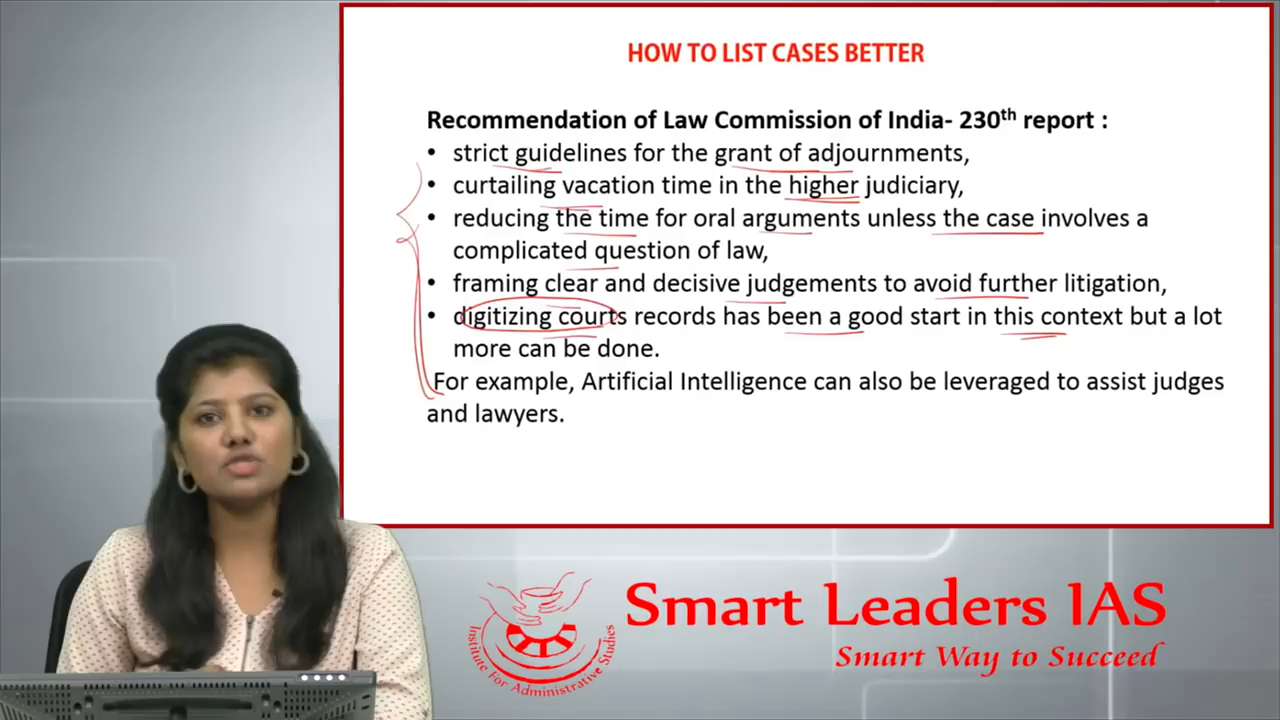 HOW TO LIST CASES BETTER
Recommendation of Law Commission of India- 230th report :
• strict guidelines for the grant of adjournments,
• curtailing vacation time in the higher judiciary,
• reducing the time for oral arguments unless the case involves a
complicated question of law,
• framing clear and decisive judgements to avoid further litigation,
• digitizing courts records has been a good start in this context but a lot
more can be done.
For example, Artificial Intelligence can also be leveraged to assist judges
and lawyers.
Smart Leaders IAS
Smart Way to Succeed
Institute For Administrative Studies